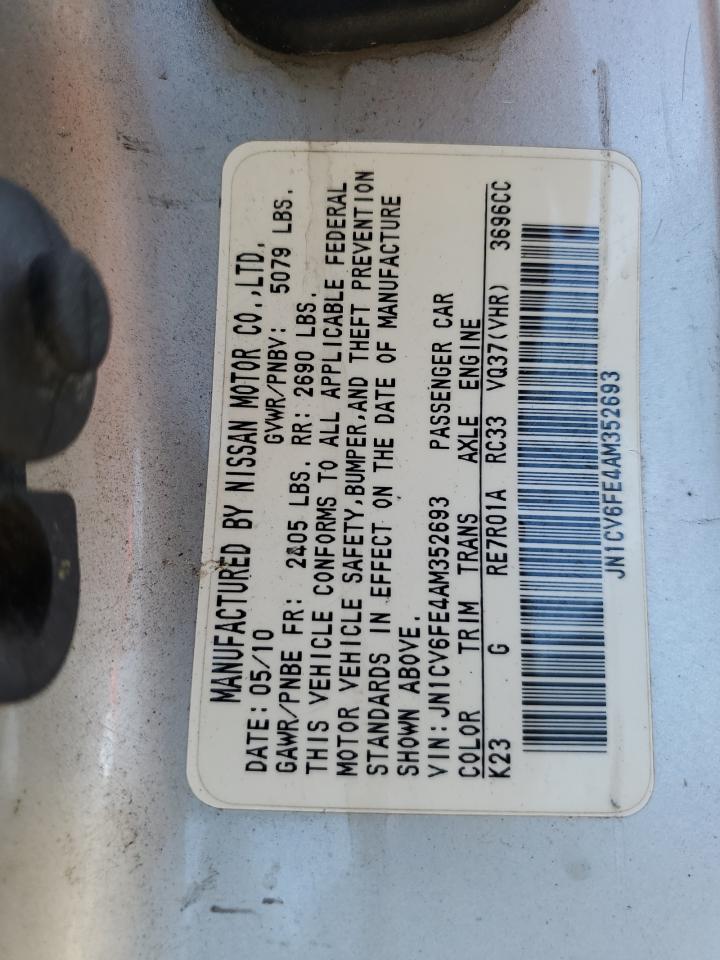 MANUFACTURED BY NISSAN MOTOR CO.,LTD.
DATE: 05/10 GVWR/PNBV: 5079 LBS.
GAWR/PNBE FR: 2405 LBS. RR: 2690 LBS.
THIS VEHICLE CONFORMS TO ALL APPLICABLE FEDERAL
MOTOR VEHICLE SAFETY,BUMPER,AND THEFT PREVENTION
STANDARDS IN EFFECT ON THE DATE OF MANUFACTURE
SHOWN ABOVE.
VIN: JN1CV6FE4AM352693 PASSENGER CAR
COLOR TRIM TRANS AXLE ENGINE
K23 G RE7R01A RC33 VQ37(VHR) 3696CC
JN1CV6FE4AM352693